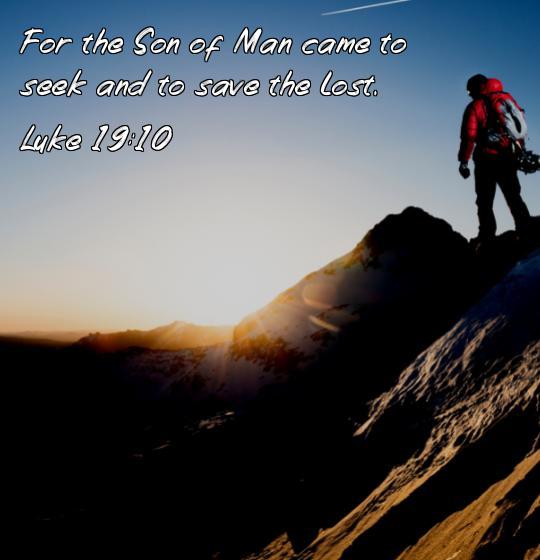 For the Son of Man came to
seek and to save the lost.
Luke 19:10